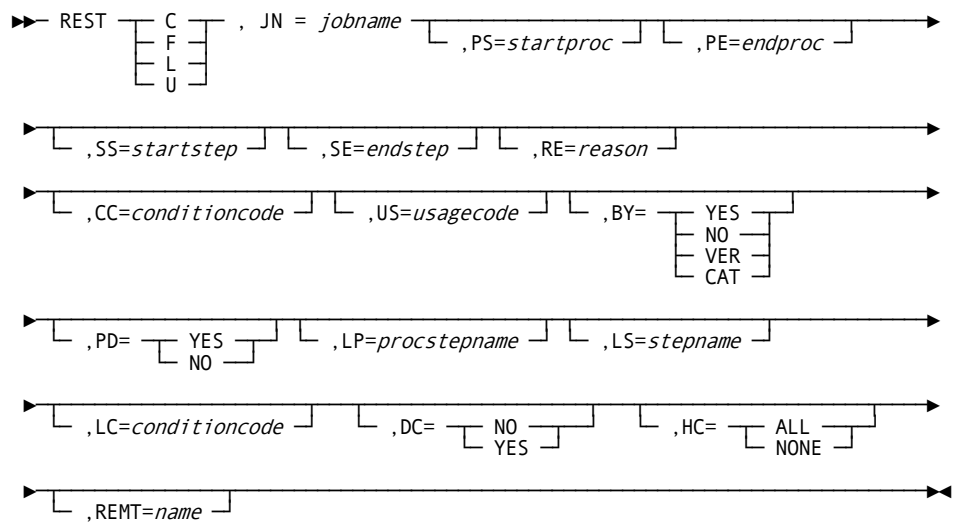 REST C , JN = jobname
F ,PS=startproc ,PE=endproc
L
U
,SS=startstep ,SE=endstep ,RE=reason
,CC=conditioncode ,US=usagecode ,BY= YES
NO
VER
CAT
,PD= YES ,LP=procstepname ,LS=stepname
NO
,LC=conditioncode ,DC= NO ,HC= ALL
YES NONE
,REMT=name